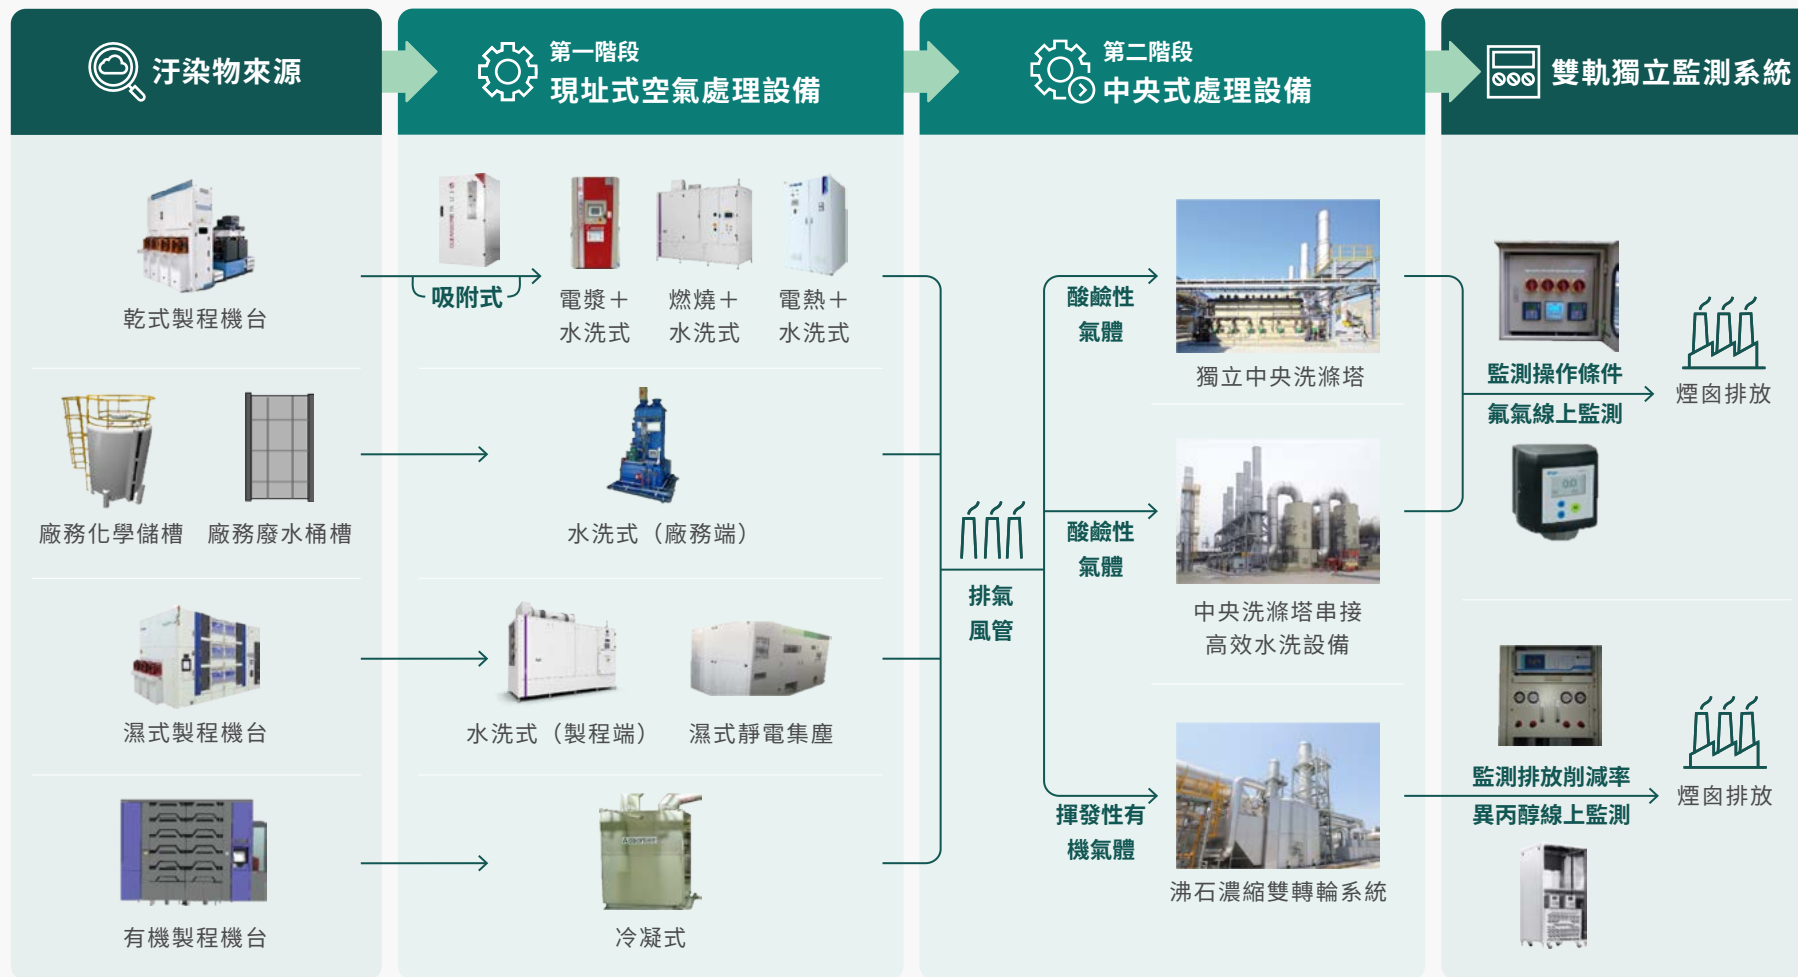 汙染物來源
第一階段
現址式空氣處理設備
第二階段
中央式處理設備
雙軌獨立監測系統
乾式製程機台
吸附式
電漿＋
水洗式
燃燒＋
水洗式
電熱＋
水洗式
廠務化學儲槽
廠務廢水桶槽
水洗式（廠務端）
濕式製程機台
水洗式（製程端）
濕式靜電集塵
有機製程機台
冷凝式
排氣
風管
酸鹼性
氣體
獨立中央洗滌塔
酸鹼性
氣體
中央洗滌塔串接
高效水洗設備
揮發性有
機氣體
沸石濃縮雙轉輪系統
監測操作條件
氟氣線上監測
煙囪排放
監測排放削減率
異丙醇線上監測
煙囪排放